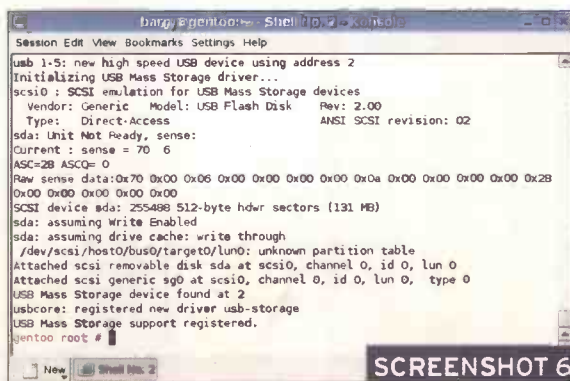 barry@gentoo:~ - Shell No. 2 - Konsole
Session Edit View Bookmarks Settings Help
usb 1-5: new high speed USB device using address 2
Initializing USB Mass Storage driver...
scsi0 : SCSI emulation for USB Mass Storage devices
Vendor: Generic Model: USB Flash Disk Rev: 2.00
Type: Direct-Access ANSI SCSI revision: 02
sda: Unit Not Ready, sense:
Current : sense = 70 6
ASC=28 ASCQ= 0
Raw sense data:0x70 0x00 0x06 0x00 0x00 0x00 0x00 0x0a 0x00 0x00 0x00 0x00 0x28
0x00 0x00 0x00 0x00 0x00
SCSI device sda: 255488 512-byte hdwr sectors (131 MB)
sda: assuming Write Enabled
sda: assuming drive cache: write through
/dev/scsi/host0/bus0/target0/lun0: unknown partition table
Attached scsi removable disk sda at scsi0, channel 0, id 0, lun 0
Attached scsi generic sg0 at scsi0, channel 0, id 0, lun 0, type 0
USB Mass Storage device found at 2
usbcore: registered new driver usb-storage
USB Mass Storage support registered.
gentoo root #
New Shell No. 2
SCREENSHOT 6